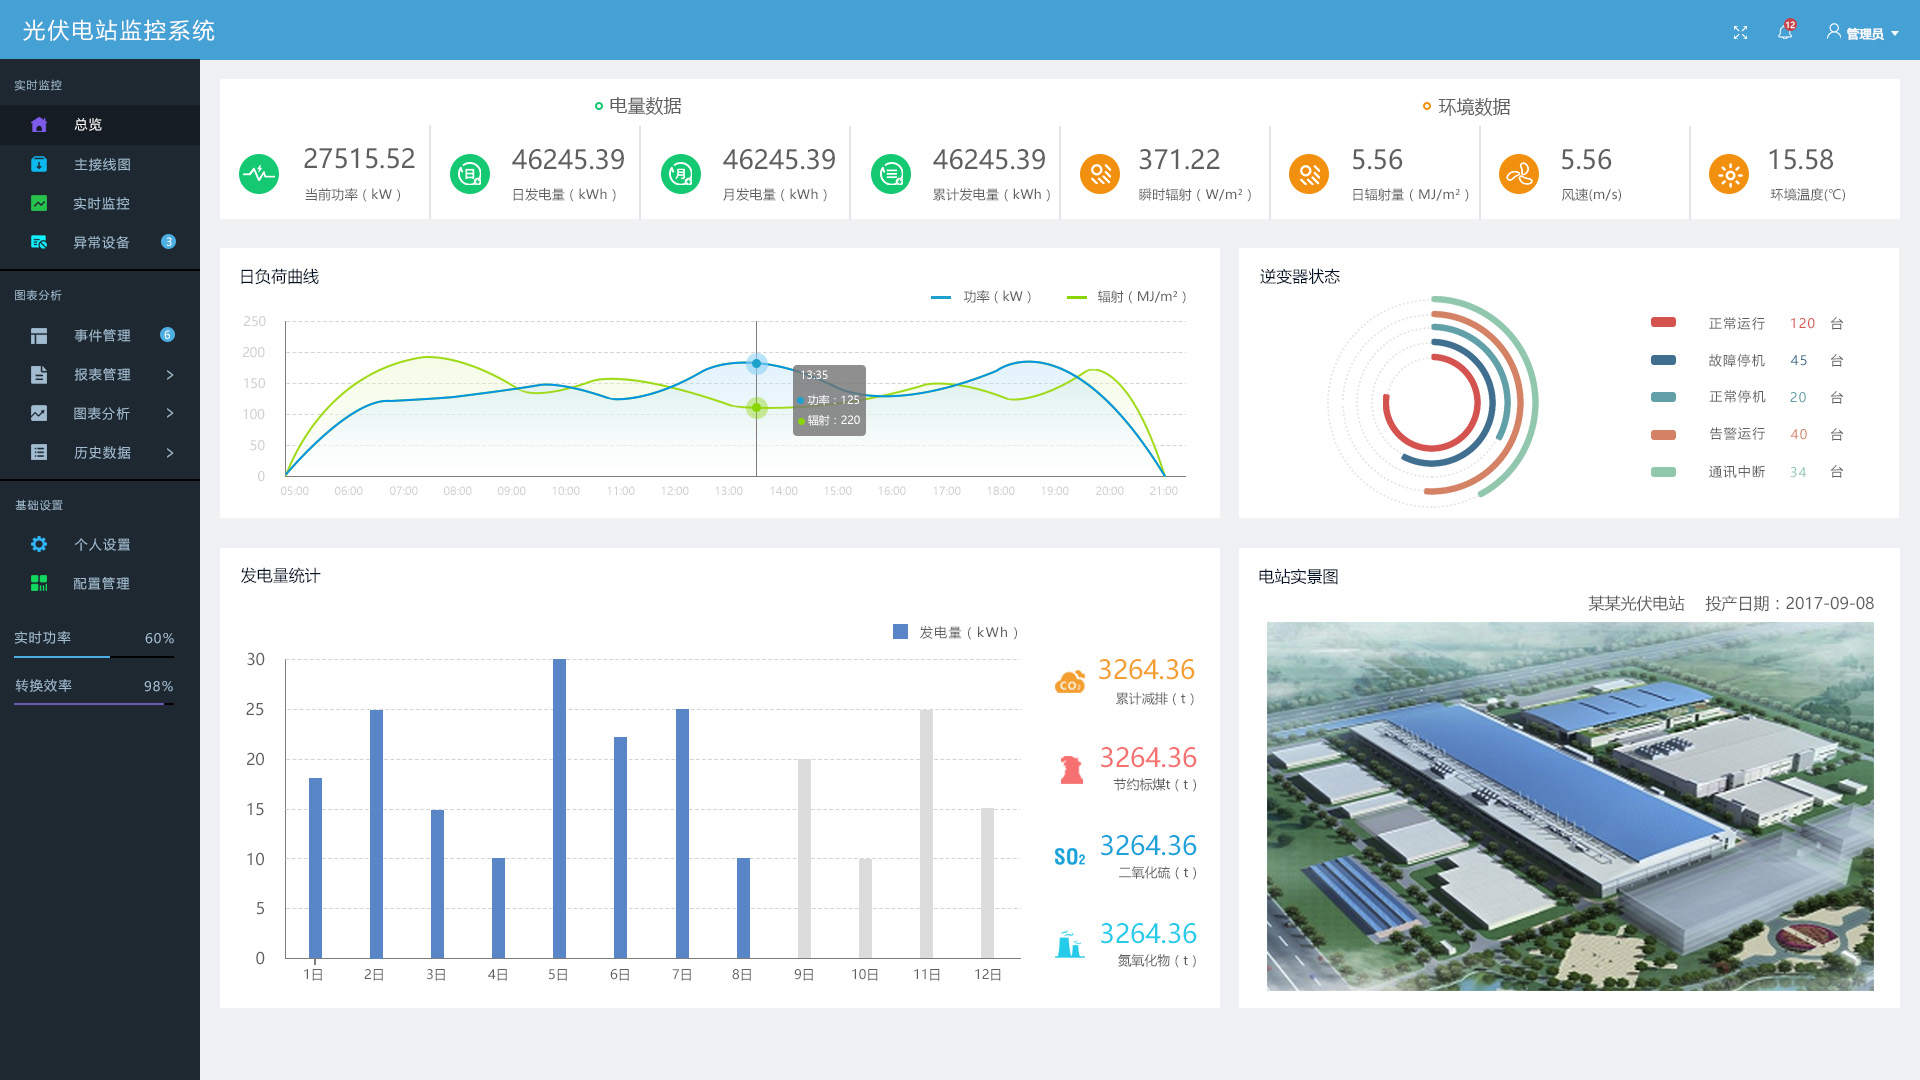 光伏电站监控系统
12
管理员
实时监控
总览
主接线图
实时监控
异常设备 3
图表分析
事件管理 6
报表管理
图表分析
历史数据
基础设置
个人设置
配置管理
实时功率 60%
转换效率 98%
电量数据
环境数据
27515.52
当前功率 ( kW )
日
46245.39
日发电量 ( kWh )
月
46245.39
月发电量 ( kWh )
46245.39
累计发电量 ( kWh )
371.22
瞬时辐射 ( W/m² )
5.56
日辐射量 ( MJ/m² )
5.56
风速(m/s)
15.58
环境温度(℃)
日负荷曲线
功率 ( kW )
辐射 ( MJ/m² )
250
200
150
100
50
0
05:00 06:00 07:00 08:00 09:00 10:00 11:00 12:00 13:00 14:00 15:00 16:00 17:00 18:00 19:00 20:00 21:00
13:35
功率 : 125
辐射 : 220
逆变器状态
正常运行 120 台
故障停机 45 台
正常停机 20 台
告警运行 40 台
通讯中断 34 台
发电量统计
发电量 ( kWh )
30
25
20
15
10
5
0
1日 2日 3日 4日 5日 6日 7日 8日 9日 10日 11日 12日
CO2
3264.36
累计减排 ( t )
3264.36
节约标煤t ( t )
SO2
3264.36
二氧化硫 ( t )
3264.36
氮氧化物 ( t )
电站实景图
某某光伏电站 投产日期 : 2017-09-08